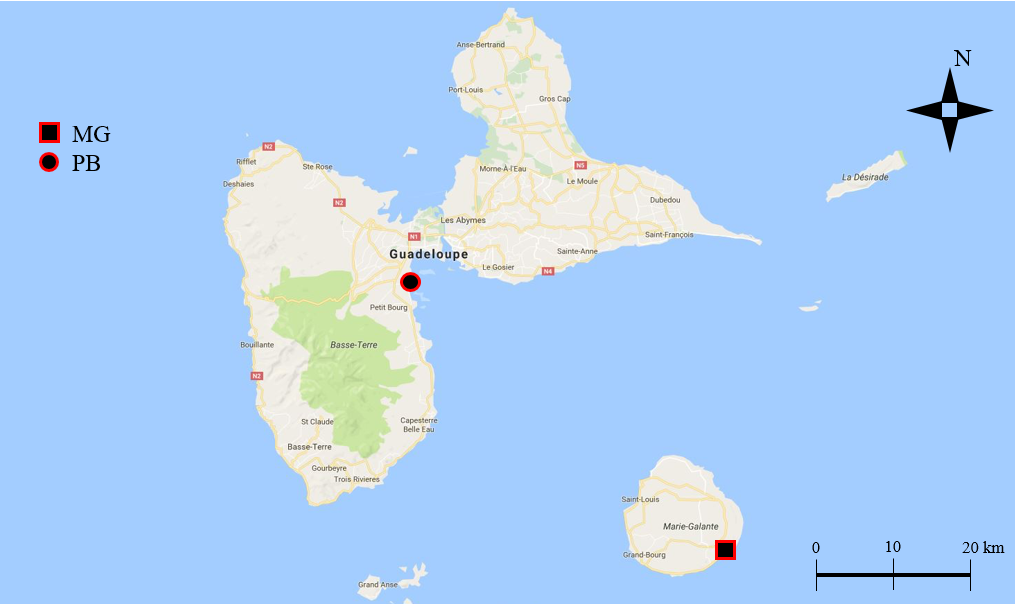 Anse-Bertrand
N
Port-Louis
Gros Cap
MG
PB
N2
Rifflet
Ste Rose
Morne-À-l'Eau
N5
La Désirade
Deshaies
Le Moule
N2
Dubedou
Les Abymes
N1
Saint-François
Guadeloupe
Sainte-Anne
Le Gosier
N4
Petit Bourg
Bouillante
Basse-Terre
N2
St Claude
Capesterre
Belle Eau
Basse-Terre
Gourbeyre
Trois Rivieres
Saint-Louis
Marie-Galante
Grand-Bourg
0 10 20 km
Grand Anse